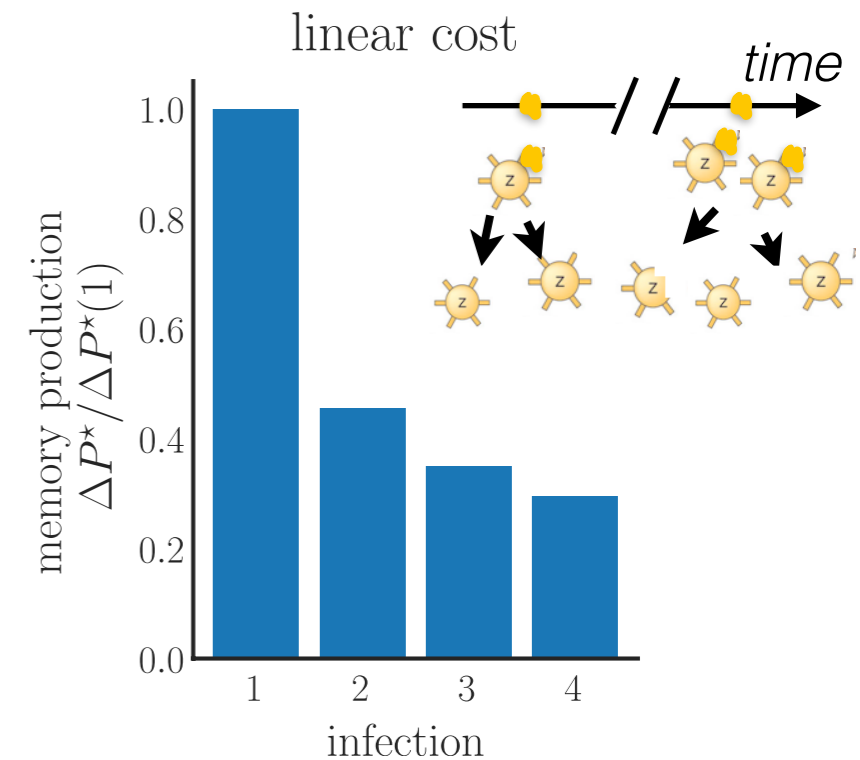 linear cost
time
z
z
z
z
z
z
z
z
1.0
0.8
0.6
0.4
0.2
0.0
memory production
ΔP⋆/ΔP⋆(1)
1 2 3 4
infection